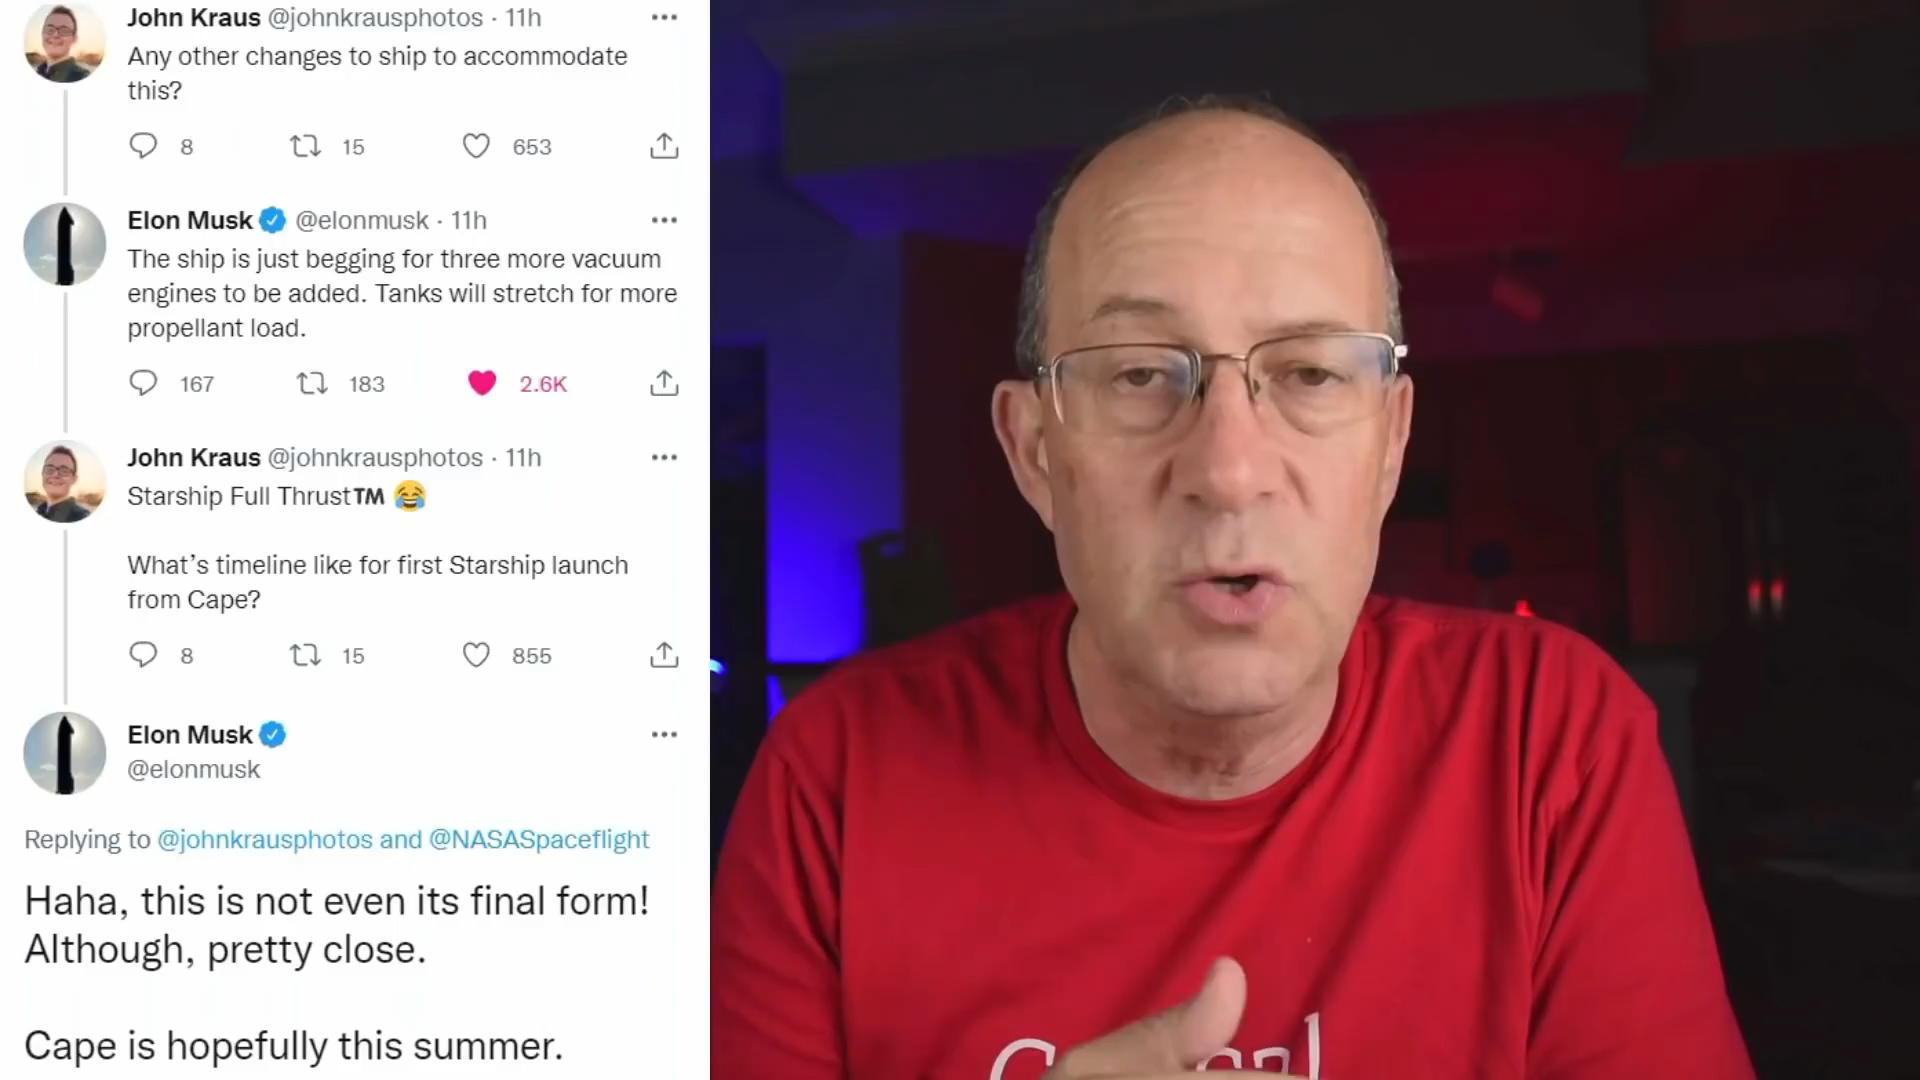 John Kraus @johnkrausphotos · 11h
Any other changes to ship to accommodate
this?
8 15 653
Elon Musk @elonmusk · 11h
The ship is just begging for three more vacuum
engines to be added. Tanks will stretch for more
propellant load.
167 183 2.6K
John Kraus @johnkrausphotos · 11h
Starship Full Thrust™ 😂
What’s timeline like for first Starship launch
from Cape?
8 15 855
Elon Musk
@elonmusk
Replying to @johnkrausphotos and @NASASpaceflight
Haha, this is not even its final form!
Although, pretty close.
Cape is hopefully this summer.